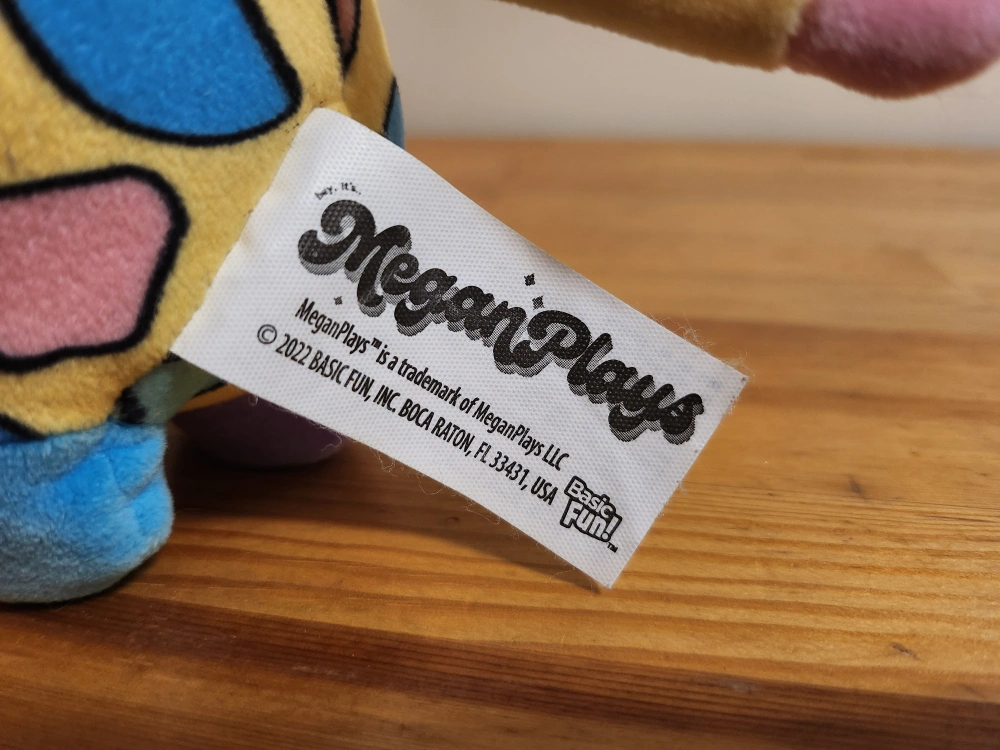 hey, it's..
MeganPlays
MeganPlays™ is a trademark of MeganPlays LLC
© 2022 BASIC FUN, INC. BOCA RATON, FL 33431, USA
Basic
Fun!™